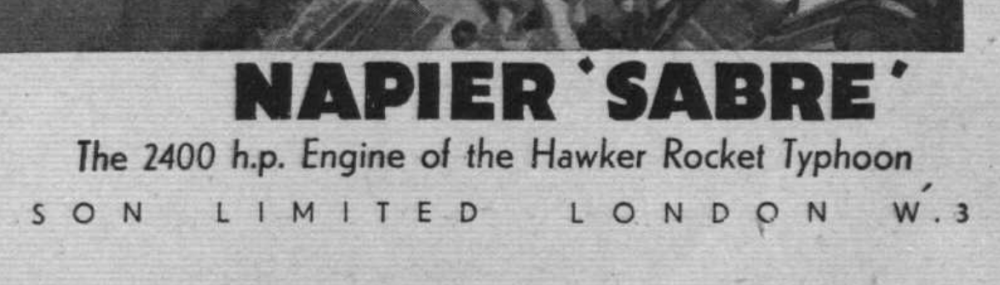 NAPIER 'SABRE'
The 2400 h.p. Engine of the Hawker Rocket Typhoon
SON LIMITED LONDON W.3